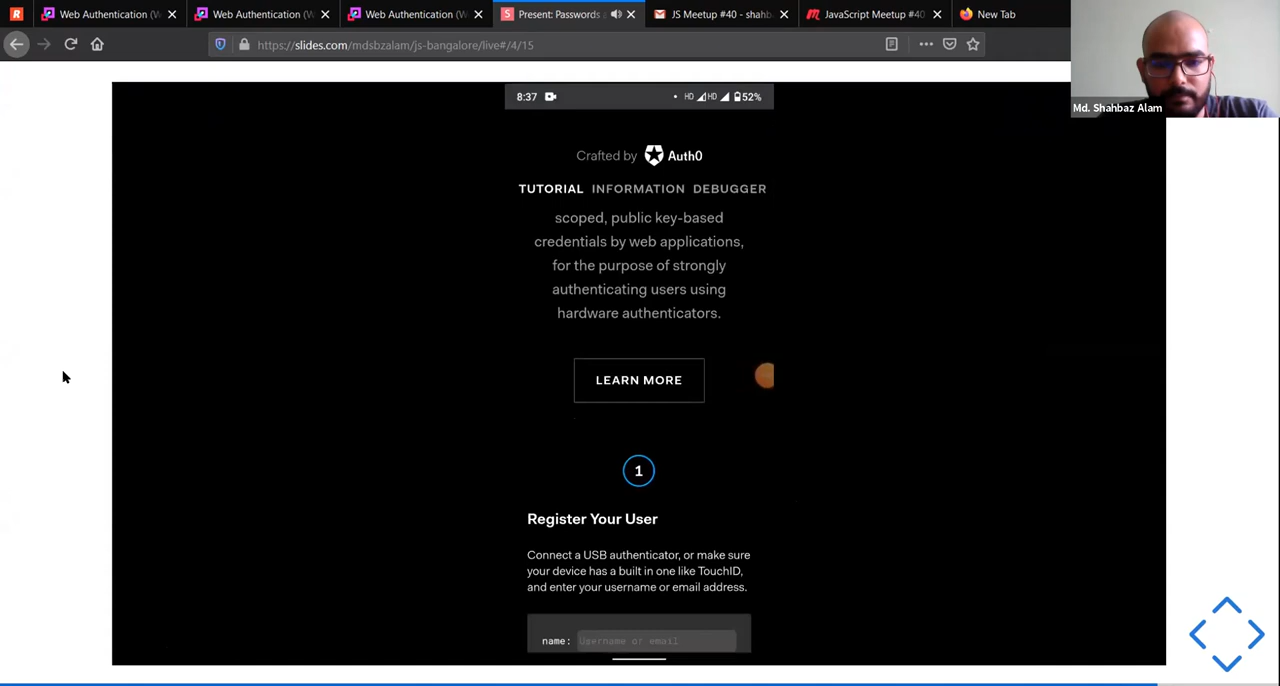 Web Authentication (W
Web Authentication (W
Web Authentication (W
Present: Passwords
JS Meetup #40 - shahb
JavaScript Meetup #40
New Tab
https://slides.com/mdsbzalam/js-bangalore/live#/4/15
Md. Shahbaz Alam
8:37
HD HD 52%
Crafted by Auth0
TUTORIAL INFORMATION DEBUGGER
scoped, public key-based
credentials by web applications,
for the purpose of strongly
authenticating users using
hardware authenticators.
LEARN MORE
1
Register Your User
Connect a USB authenticator, or make sure
your device has a built in one like TouchID,
and enter your username or email address.
name: Username or email